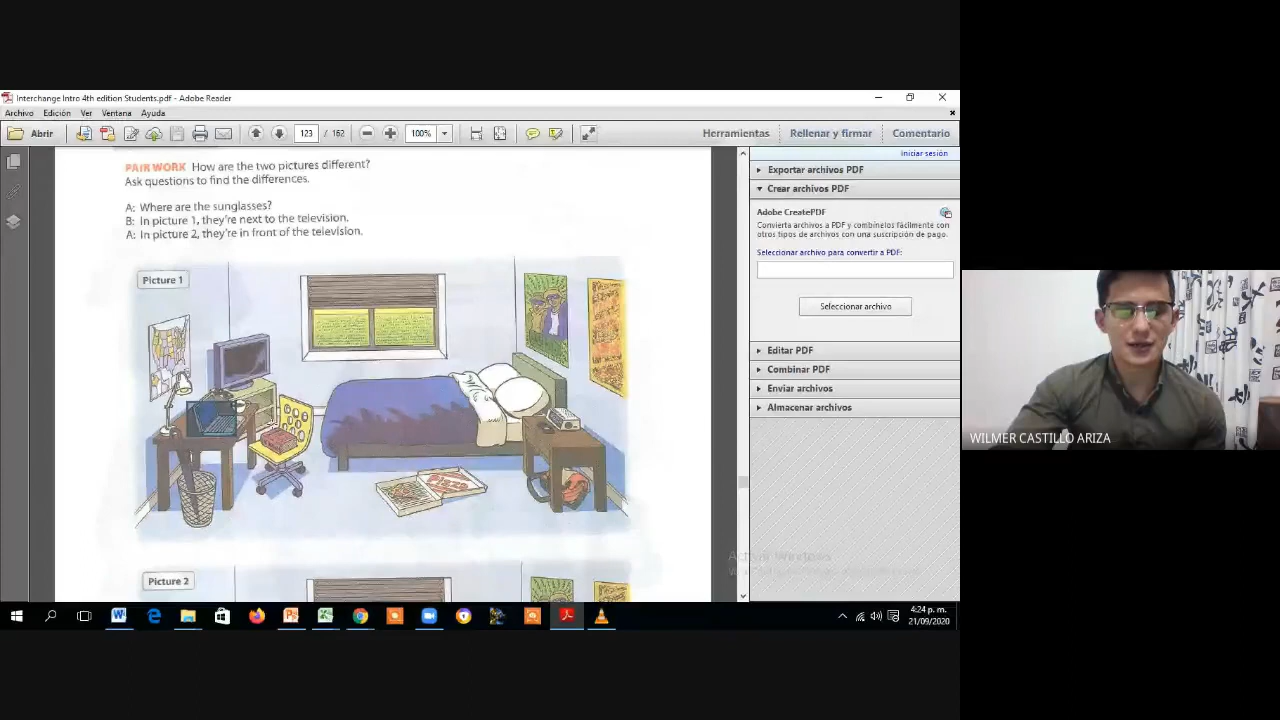 Interchange Intro 4th edition Students.pdf - Adobe Reader
Archivo Edición Ver Ventana Ayuda
Abrir 123 / 162 100% Herramientas Rellenar y firmar Comentario
PAIR WORK How are the two pictures different?
Ask questions to find the differences.
A: Where are the sunglasses?
B: In picture 1, they're next to the television.
A: In picture 2, they're in front of the television.
Picture 1
Pizza
Picture 2
Iniciar sesión
Exportar archivos PDF
Crear archivos PDF
Adobe CreatePDF
Convierta archivos a PDF y combínelos fácilmente con
otros tipos de archivos con una suscripción de pago.
Seleccionar archivo para convertir a PDF:
Seleccionar archivo
Editar PDF
Combinar PDF
Enviar archivos
Almacenar archivos
Activar Windows
WILMER CASTILLO ARIZA
4:24 p. m.
21/09/2020